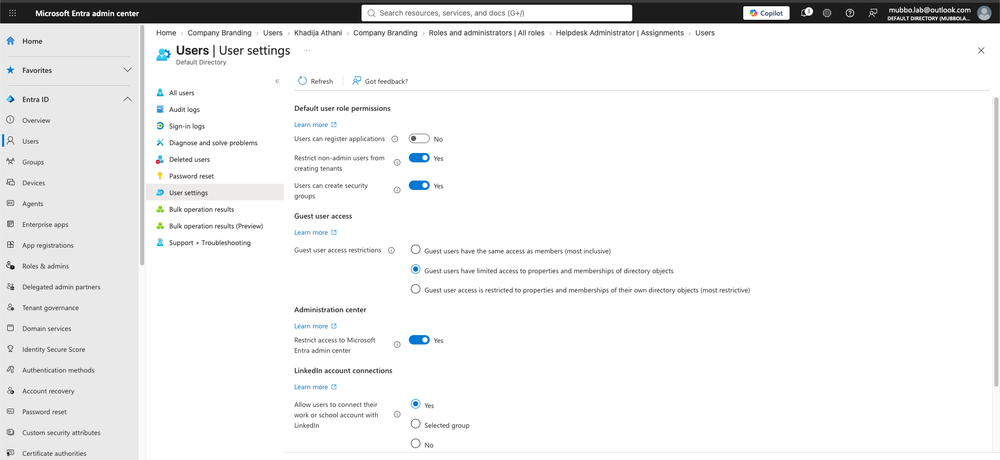 Microsoft Entra admin center
Search resources, services, and docs (G+/)
Copilot
3
mubbo.lab@outlook.com
DEFAULT DIRECTORY (MUBBOLA...
Home
Favorites
Entra ID
Overview
Users
Groups
Devices
Agents
Enterprise apps
App registrations
Roles & admins
Delegated admin partners
Tenant governance
Domain services
Identity Secure Score
Authentication methods
Account recovery
Password reset
Custom security attributes
Certificate authorities
Home > Company Branding > Users > Khadija Athani > Company Branding > Roles and administrators | All roles > Helpdesk Administrator | Assignments > Users
Users | User settings ...
Default Directory
«
All users
Audit logs
Sign-in logs
Diagnose and solve problems
Deleted users
Password reset
User settings
Bulk operation results
Bulk operation results (Preview)
Support + Troubleshooting
Refresh
Got feedback?
Default user role permissions
Learn more
Users can register applications
No
Restrict non-admin users from
creating tenants
Yes
Users can create security
groups
Yes
Guest user access
Learn more
Guest user access restrictions
Guest users have the same access as members (most inclusive)
Guest users have limited access to properties and memberships of directory objects
Guest user access is restricted to properties and memberships of their own directory objects (most restrictive)
Administration center
Learn more
Restrict access to Microsoft
Entra admin center
Yes
LinkedIn account connections
Learn more
Allow users to connect their
work or school account with
LinkedIn
Yes
Selected group
No